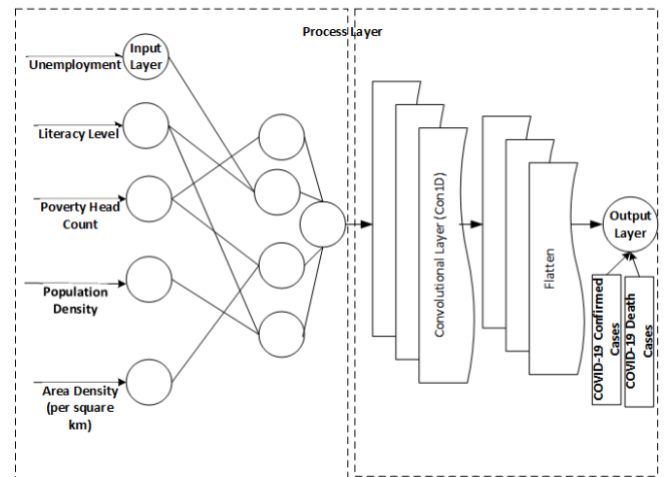 Process Layer
Input
Layer
Unemployment
Literacy Level
Poverty Head
Count
Population
Density
Area Density
(per square
km)
Convolutional Layer (Con1D)
Flatten
Output
Layer
COVID-19 Confirmed
Cases
COVID-19 Death
Cases